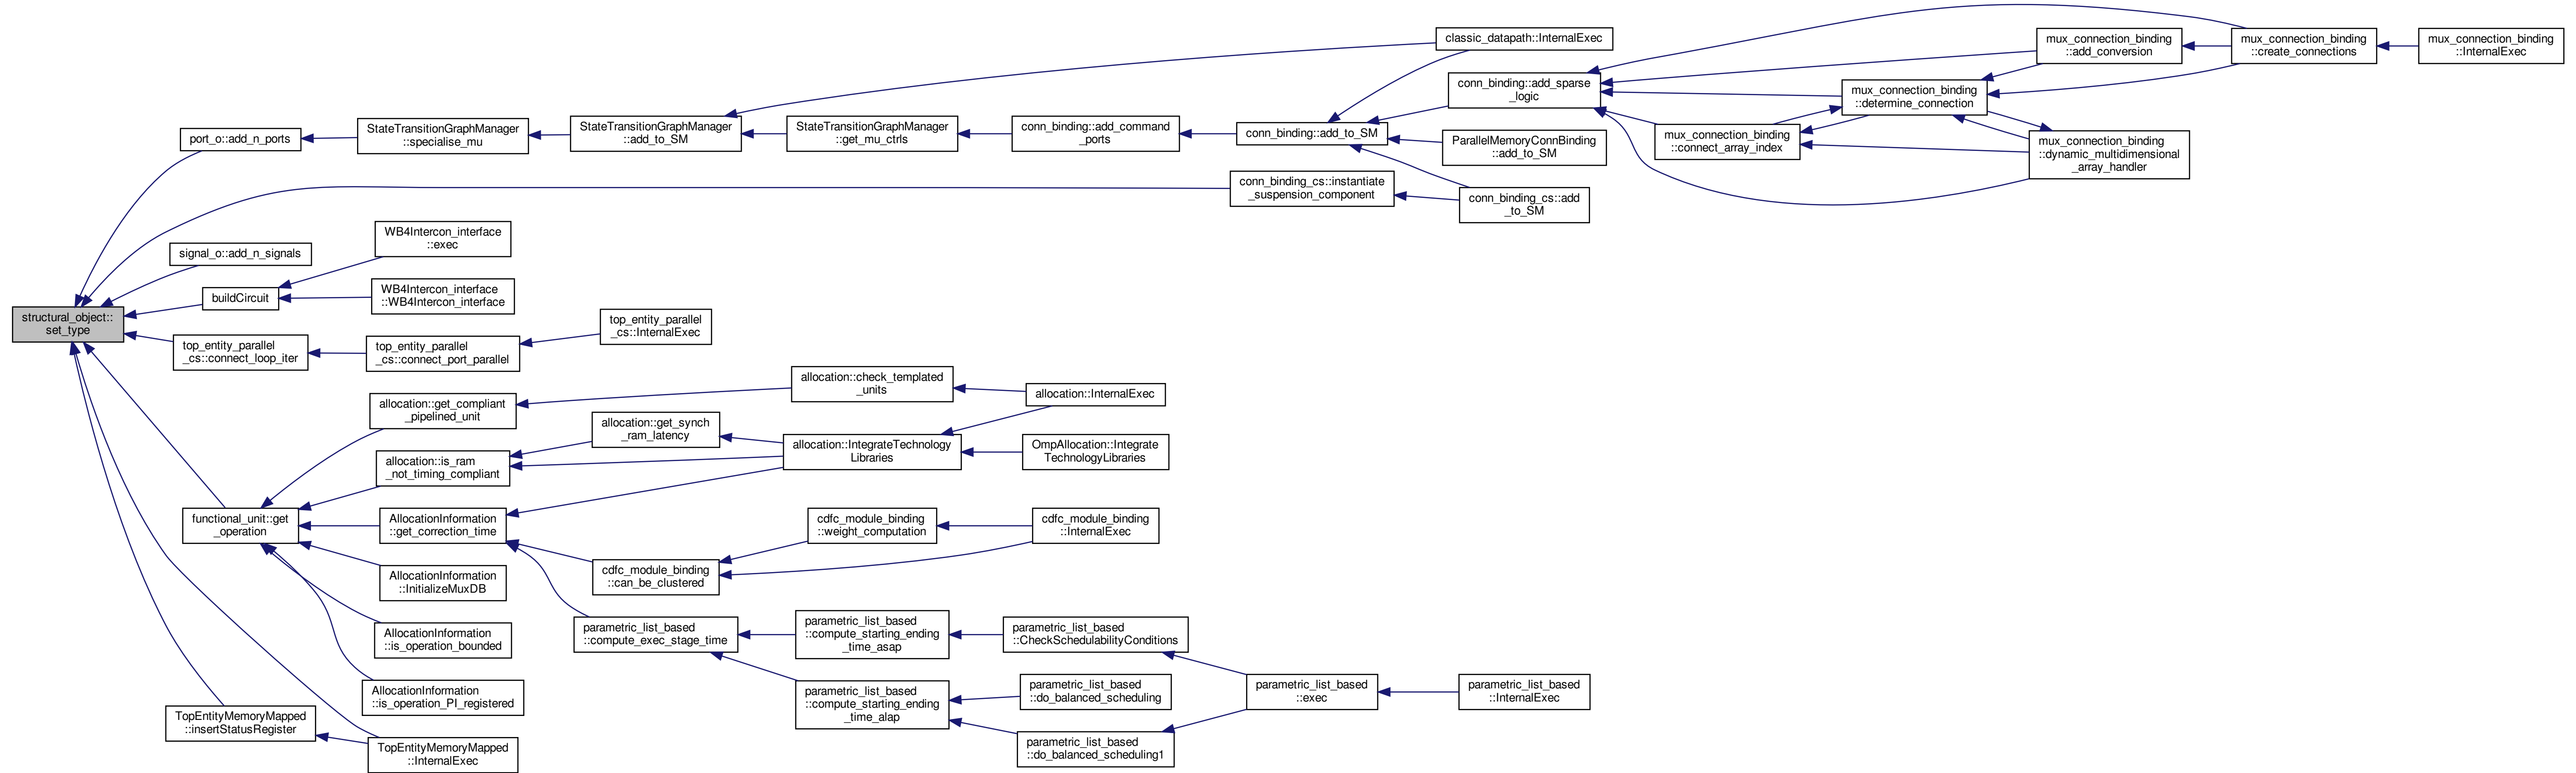 structural_object::
set_type
port_o::add_n_ports
StateTransitionGraphManager
::specialise_mu
StateTransitionGraphManager
::add_to_SM
StateTransitionGraphManager
::get_mu_ctrls
conn_binding::add_command
_ports
conn_binding::add_to_SM
classic_datapath::InternalExec
conn_binding::add_sparse
_logic
ParallelMemoryConnBinding
::add_to_SM
conn_binding_cs::add
_to_SM
mux_connection_binding
::connect_array_index
mux_connection_binding
::determine_connection
mux_connection_binding
::add_conversion
mux_connection_binding
::dynamic_multidimensional
_array_handler
mux_connection_binding
::create_connections
mux_connection_binding
::InternalExec
conn_binding_cs::instantiate
_suspension_component
signal_o::add_n_signals
buildCircuit
WB4Intercon_interface
::exec
WB4Intercon_interface
::WB4Intercon_interface
top_entity_parallel
_cs::connect_loop_iter
top_entity_parallel
_cs::connect_port_parallel
top_entity_parallel
_cs::InternalExec
functional_unit::get
_operation
allocation::get_compliant
_pipelined_unit
allocation::check_templated
_units
allocation::InternalExec
allocation::is_ram
_not_timing_compliant
allocation::get_synch
_ram_latency
allocation::IntegrateTechnology
Libraries
OmpAllocation::Integrate
TechnologyLibraries
AllocationInformation
::get_correction_time
cdfc_module_binding
::can_be_clustered
cdfc_module_binding
::weight_computation
cdfc_module_binding
::InternalExec
parametric_list_based
::compute_exec_stage_time
parametric_list_based
::compute_starting_ending
_time_asap
parametric_list_based
::CheckSchedulabilityConditions
parametric_list_based
::compute_starting_ending
_time_alap
parametric_list_based
::do_balanced_scheduling
parametric_list_based
::do_balanced_scheduling1
parametric_list_based
::exec
parametric_list_based
::InternalExec
AllocationInformation
::InitializeMuxDB
AllocationInformation
::is_operation_bounded
AllocationInformation
::is_operation_PI_registered
TopEntityMemoryMapped
::insertStatusRegister
TopEntityMemoryMapped
::InternalExec